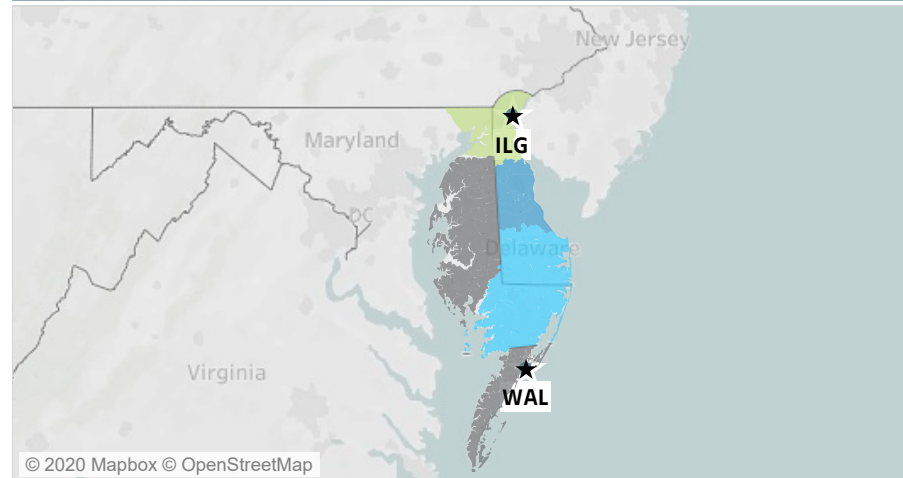 New Jersey
Maryland
ILG
DC
Delaware
Virginia
WAL
© 2020 Mapbox © OpenStreetMap